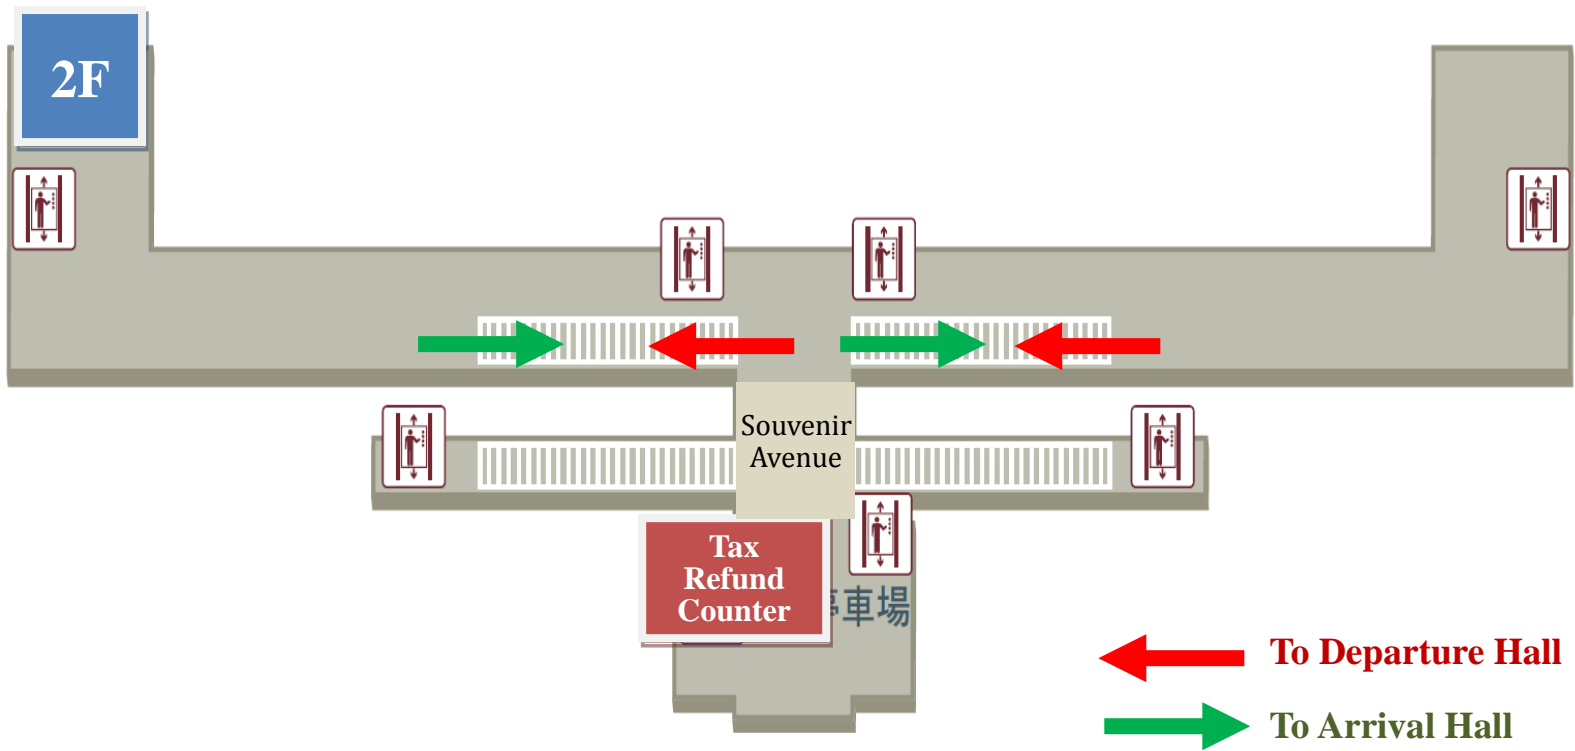 2F
Souvenir
Avenue
Tax
Refund
Counter
車場
To Departure Hall
To Arrival Hall